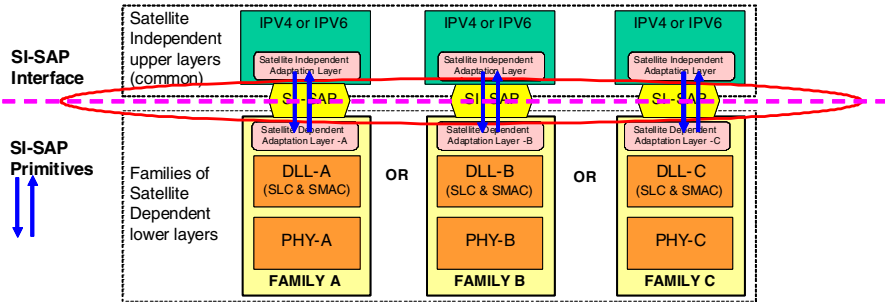 Satellite
Independent
upper layers
(common)
SI-SAP
Interface
IPV4 or IPV6
Satellite Independent
Adaptation Layer
SI-SAP
IPV4 or IPV6
Satellite Independent
Adaptation Layer
SI-SAP
IPV4 or IPV6
Satellite Independent
Adaptation Layer
SI-SAP
SI-SAP
Primitives
Families of
Satellite
Dependent
lower layers
Satellite Dependent
Adaptation Layer -A
DLL-A
(SLC & SMAC)
PHY-A
FAMILY A
OR
Satellite Dependent
Adaptation Layer -B
DLL-B
(SLC & SMAC)
PHY-B
FAMILY B
OR
Satellite Dependent
Adaptation Layer -C
DLL-C
(SLC & SMAC)
PHY-C
FAMILY C